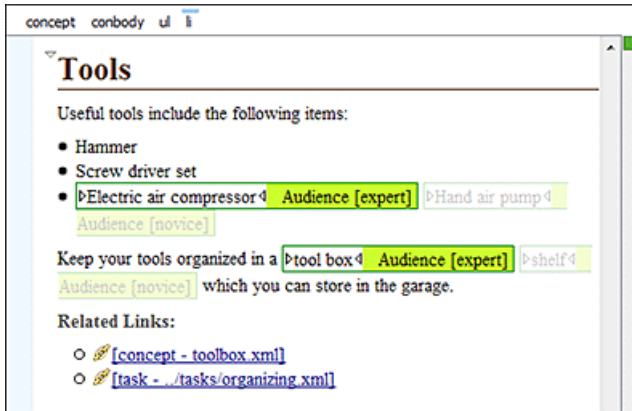 concept conbody ul li
Tools
Useful tools include the following items:
Hammer
Screw driver set
Electric air compressor Audience [expert] Hand air pump
Audience [novice]
Keep your tools organized in a tool box Audience [expert] shelf
Audience [novice] which you can store in the garage.
Related Links:
[concept - toolbox.xml]
[task - ../tasks/organizing.xml]